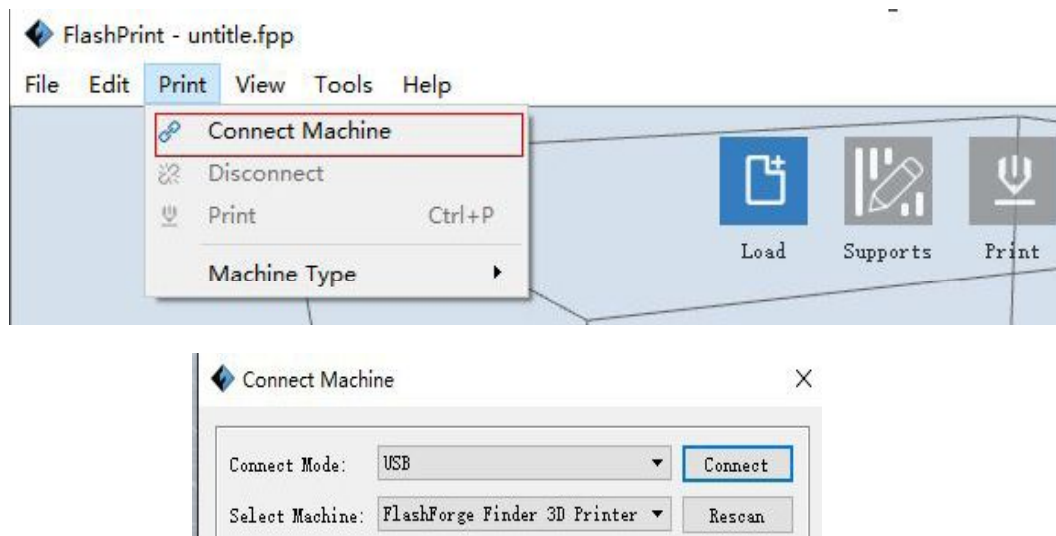 FlashPrint - untitle.fpp
File Edit Print View Tools Help
Connect Machine
Disconnect
Print Ctrl+P
Machine Type
Load Supports Print
Connect Machine
Connect Mode: USB Connect
Select Machine: FlashForge Finder 3D Printer Rescan